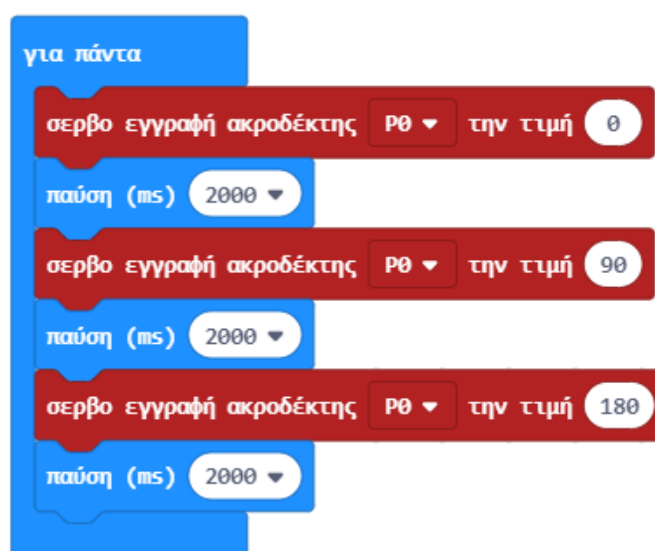 για πάντα
σερβο εγγραφή ακροδέκτης P0 την τιμή 0
παύση (ms) 2000
σερβο εγγραφή ακροδέκτης P0 την τιμή 90
παύση (ms) 2000
σερβο εγγραφή ακροδέκτης P0 την τιμή 180
παύση (ms) 2000